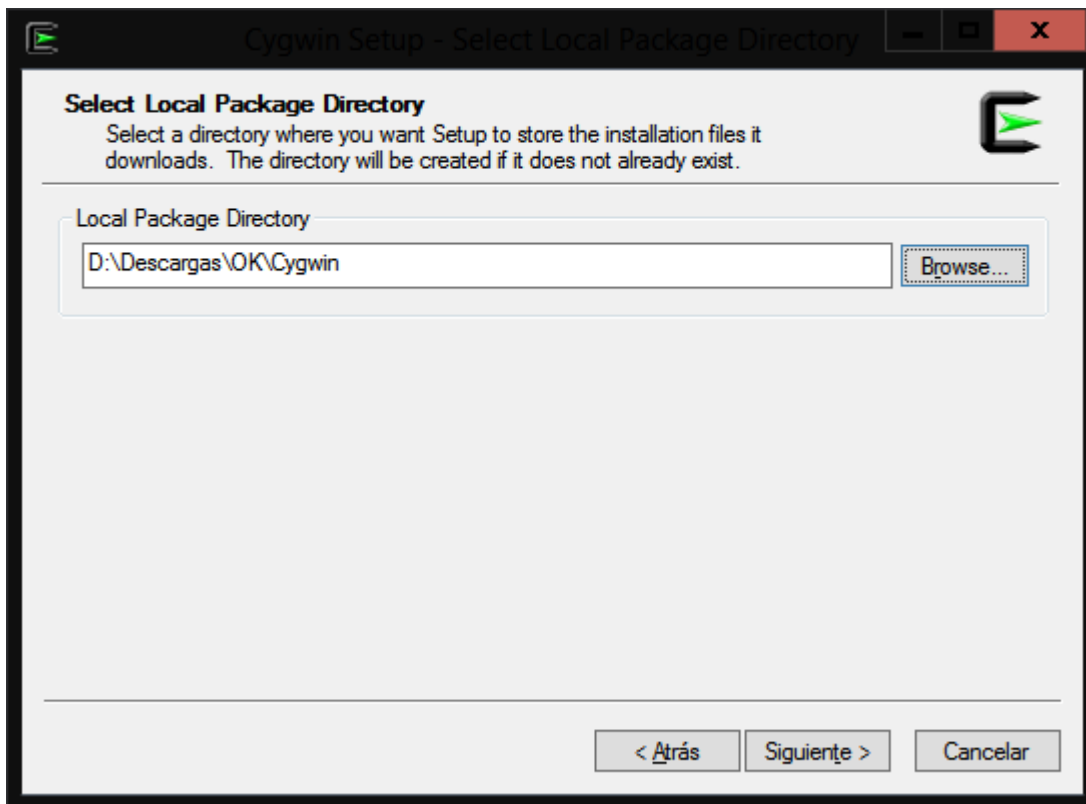 Cygwin Setup - Select Local Package Directory
x
Select Local Package Directory
Select a directory where you want Setup to store the installation files it
downloads. The directory will be created if it does not already exist.
Local Package Directory
D:\Descargas\OK\Cygwin
Browse...
< Atrás
Siguiente >
Cancelar